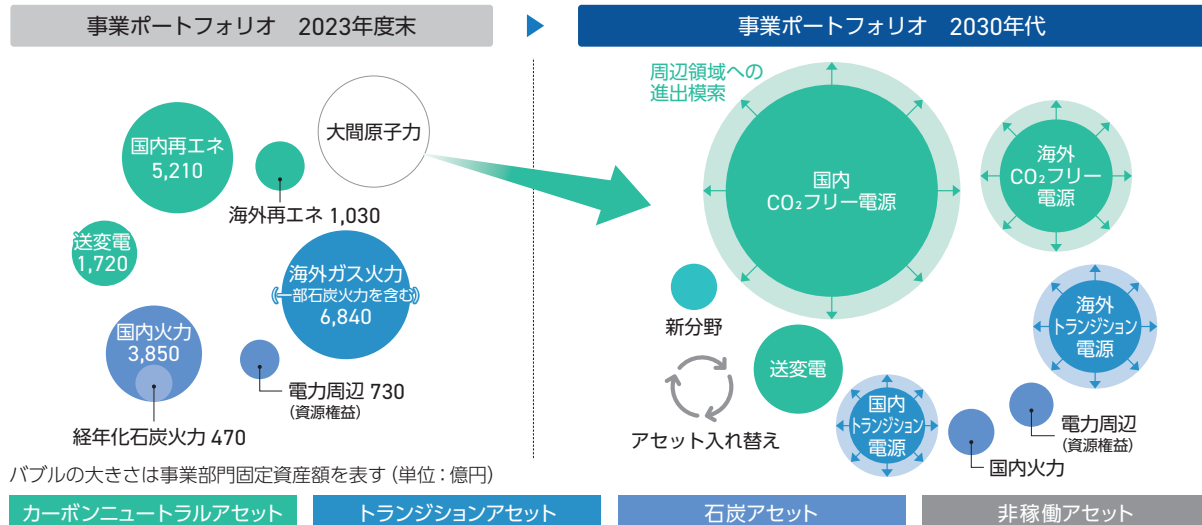 事業ポートフォリオ　2023年度末
事業ポートフォリオ　2030年代
国内再エネ
5,210
大間原子力
海外再エネ 1,030
送変電
1,720
海外ガス火力
(一部石炭火力を含む)
6,840
国内火力
3,850
電力周辺 730
(資源権益)
経年化石炭火力 470
周辺領域への
進出模索
国内
CO₂フリー電源
海外
CO₂フリー
電源
新分野
海外
トランジション
電源
送変電
アセット入れ替え
国内
トランジション
電源
電力周辺
(資源権益)
国内火力
バブルの大きさは事業部門固定資産額を表す (単位：億円)
カーボンニュートラルアセット
トランジションアセット
石炭アセット
非稼働アセット